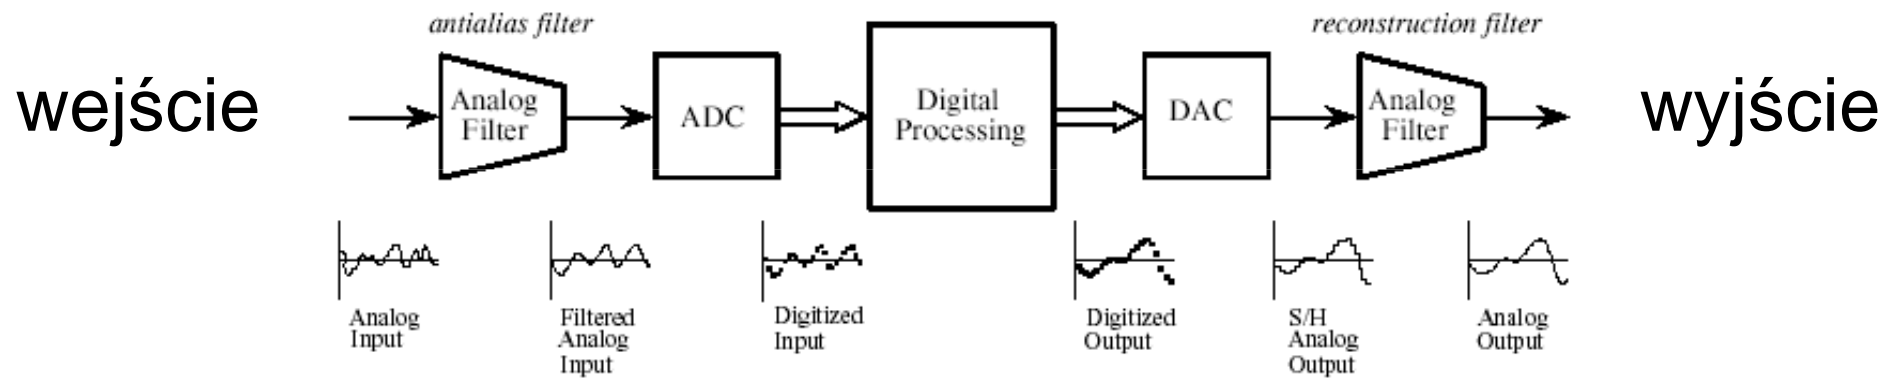 antialias filter
reconstruction filter
wejście
Analog
Filter
ADC
Digital
Processing
DAC
Analog
Filter
wyjście
Analog
Input
Filtered
Analog
Input
Digitized
Input
Digitized
Output
S/H
Analog
Output
Analog
Output